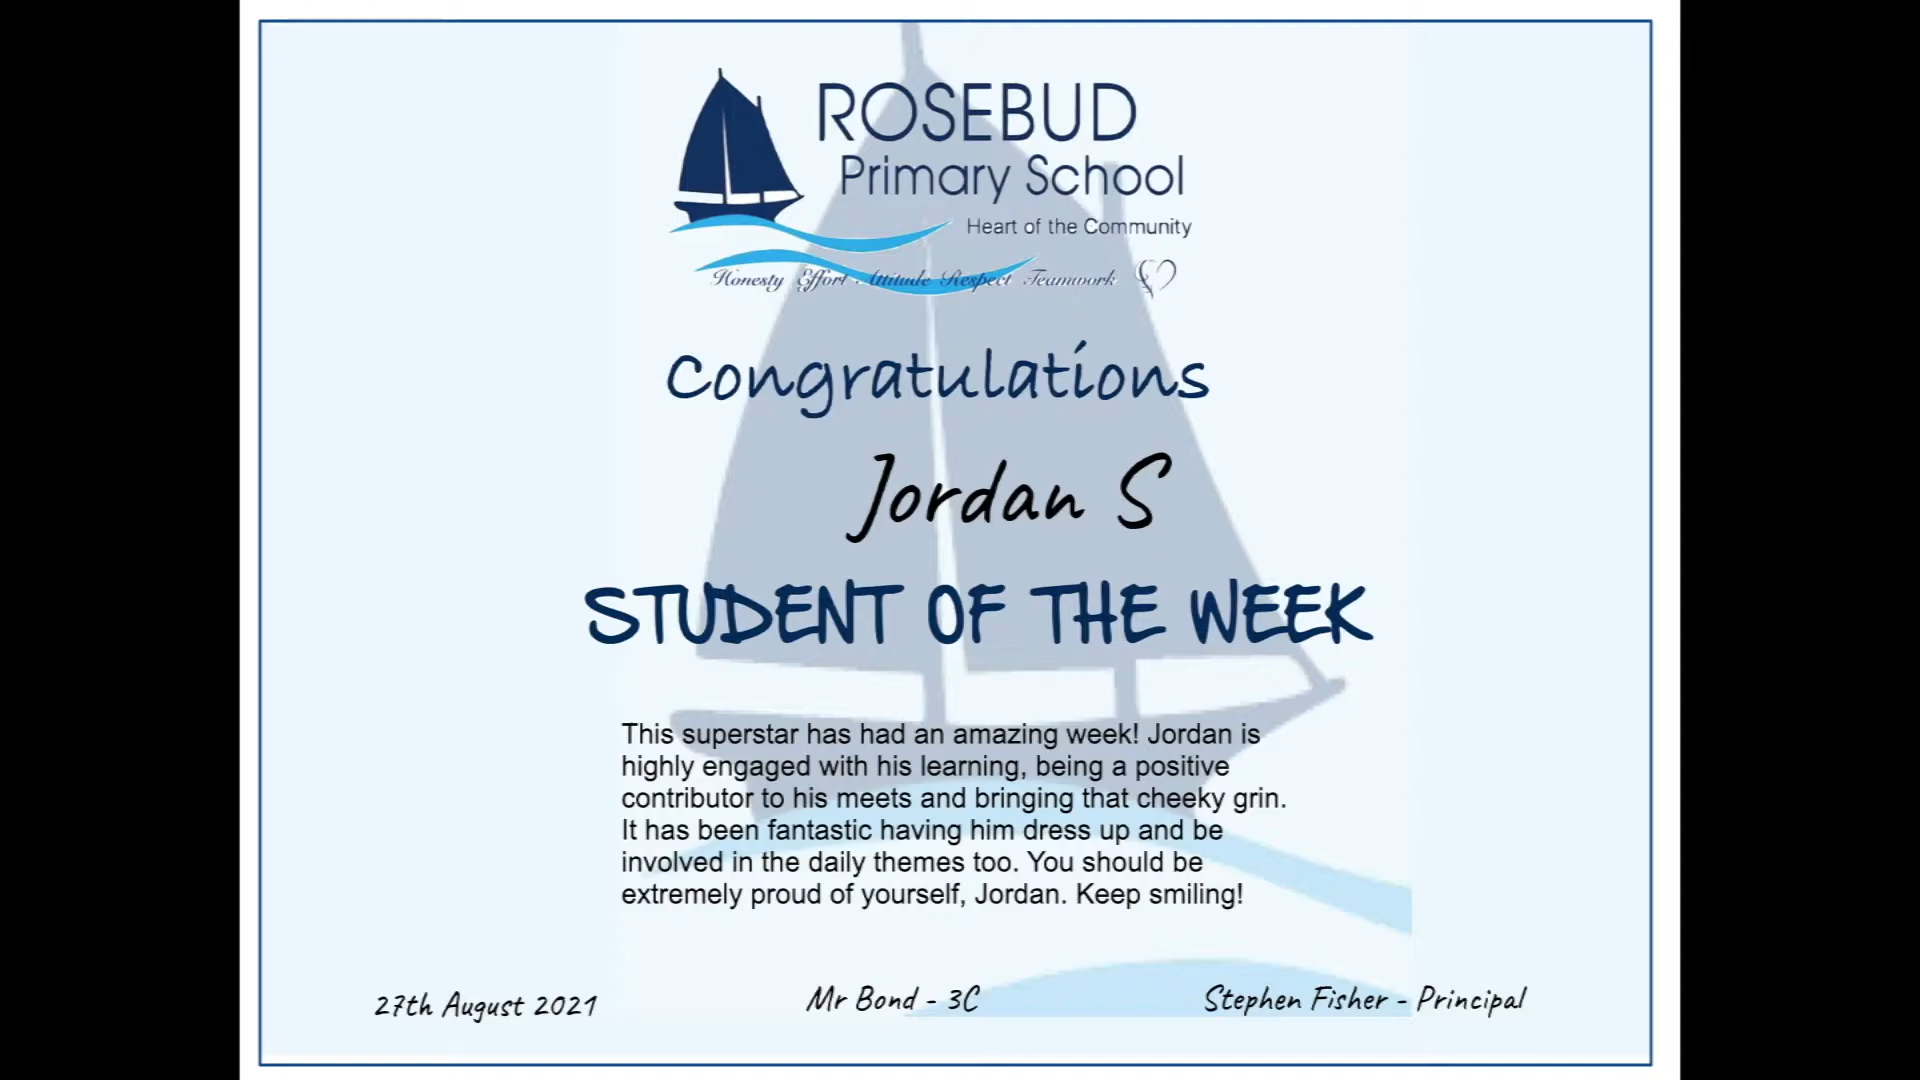 ROSEBUD
Primary School
Heart of the Community
Honesty Effort Attitude Respect Teamwork
Congratulations
Jordan S
STUDENT OF THE WEEK
This superstar has had an amazing week! Jordan is
highly engaged with his learning, being a positive
contributor to his meets and bringing that cheeky grin.
It has been fantastic having him dress up and be
involved in the daily themes too. You should be
extremely proud of yourself, Jordan. Keep smiling!
27th August 2021
Mr Bond - 3C
Stephen Fisher - Principal